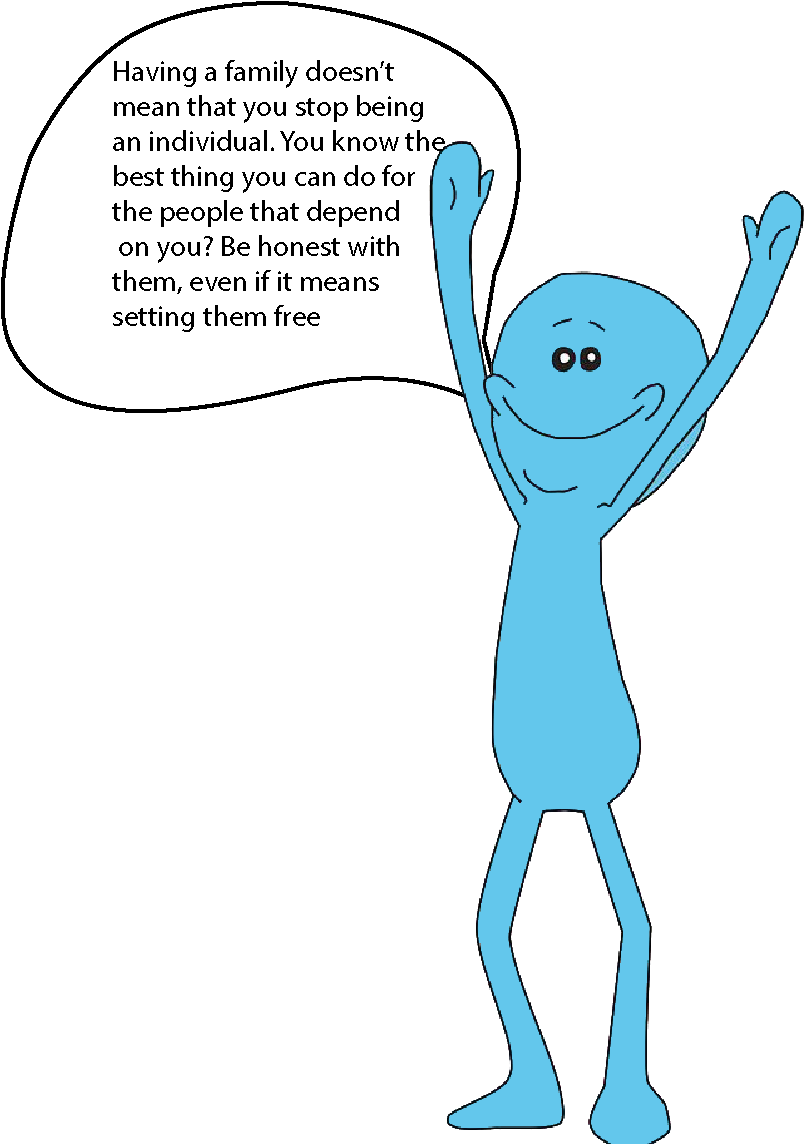 Having a family doesn’t
mean that you stop being
an individual. You know the
best thing you can do for
the people that depend
on you? Be honest with
them, even if it means
setting them free